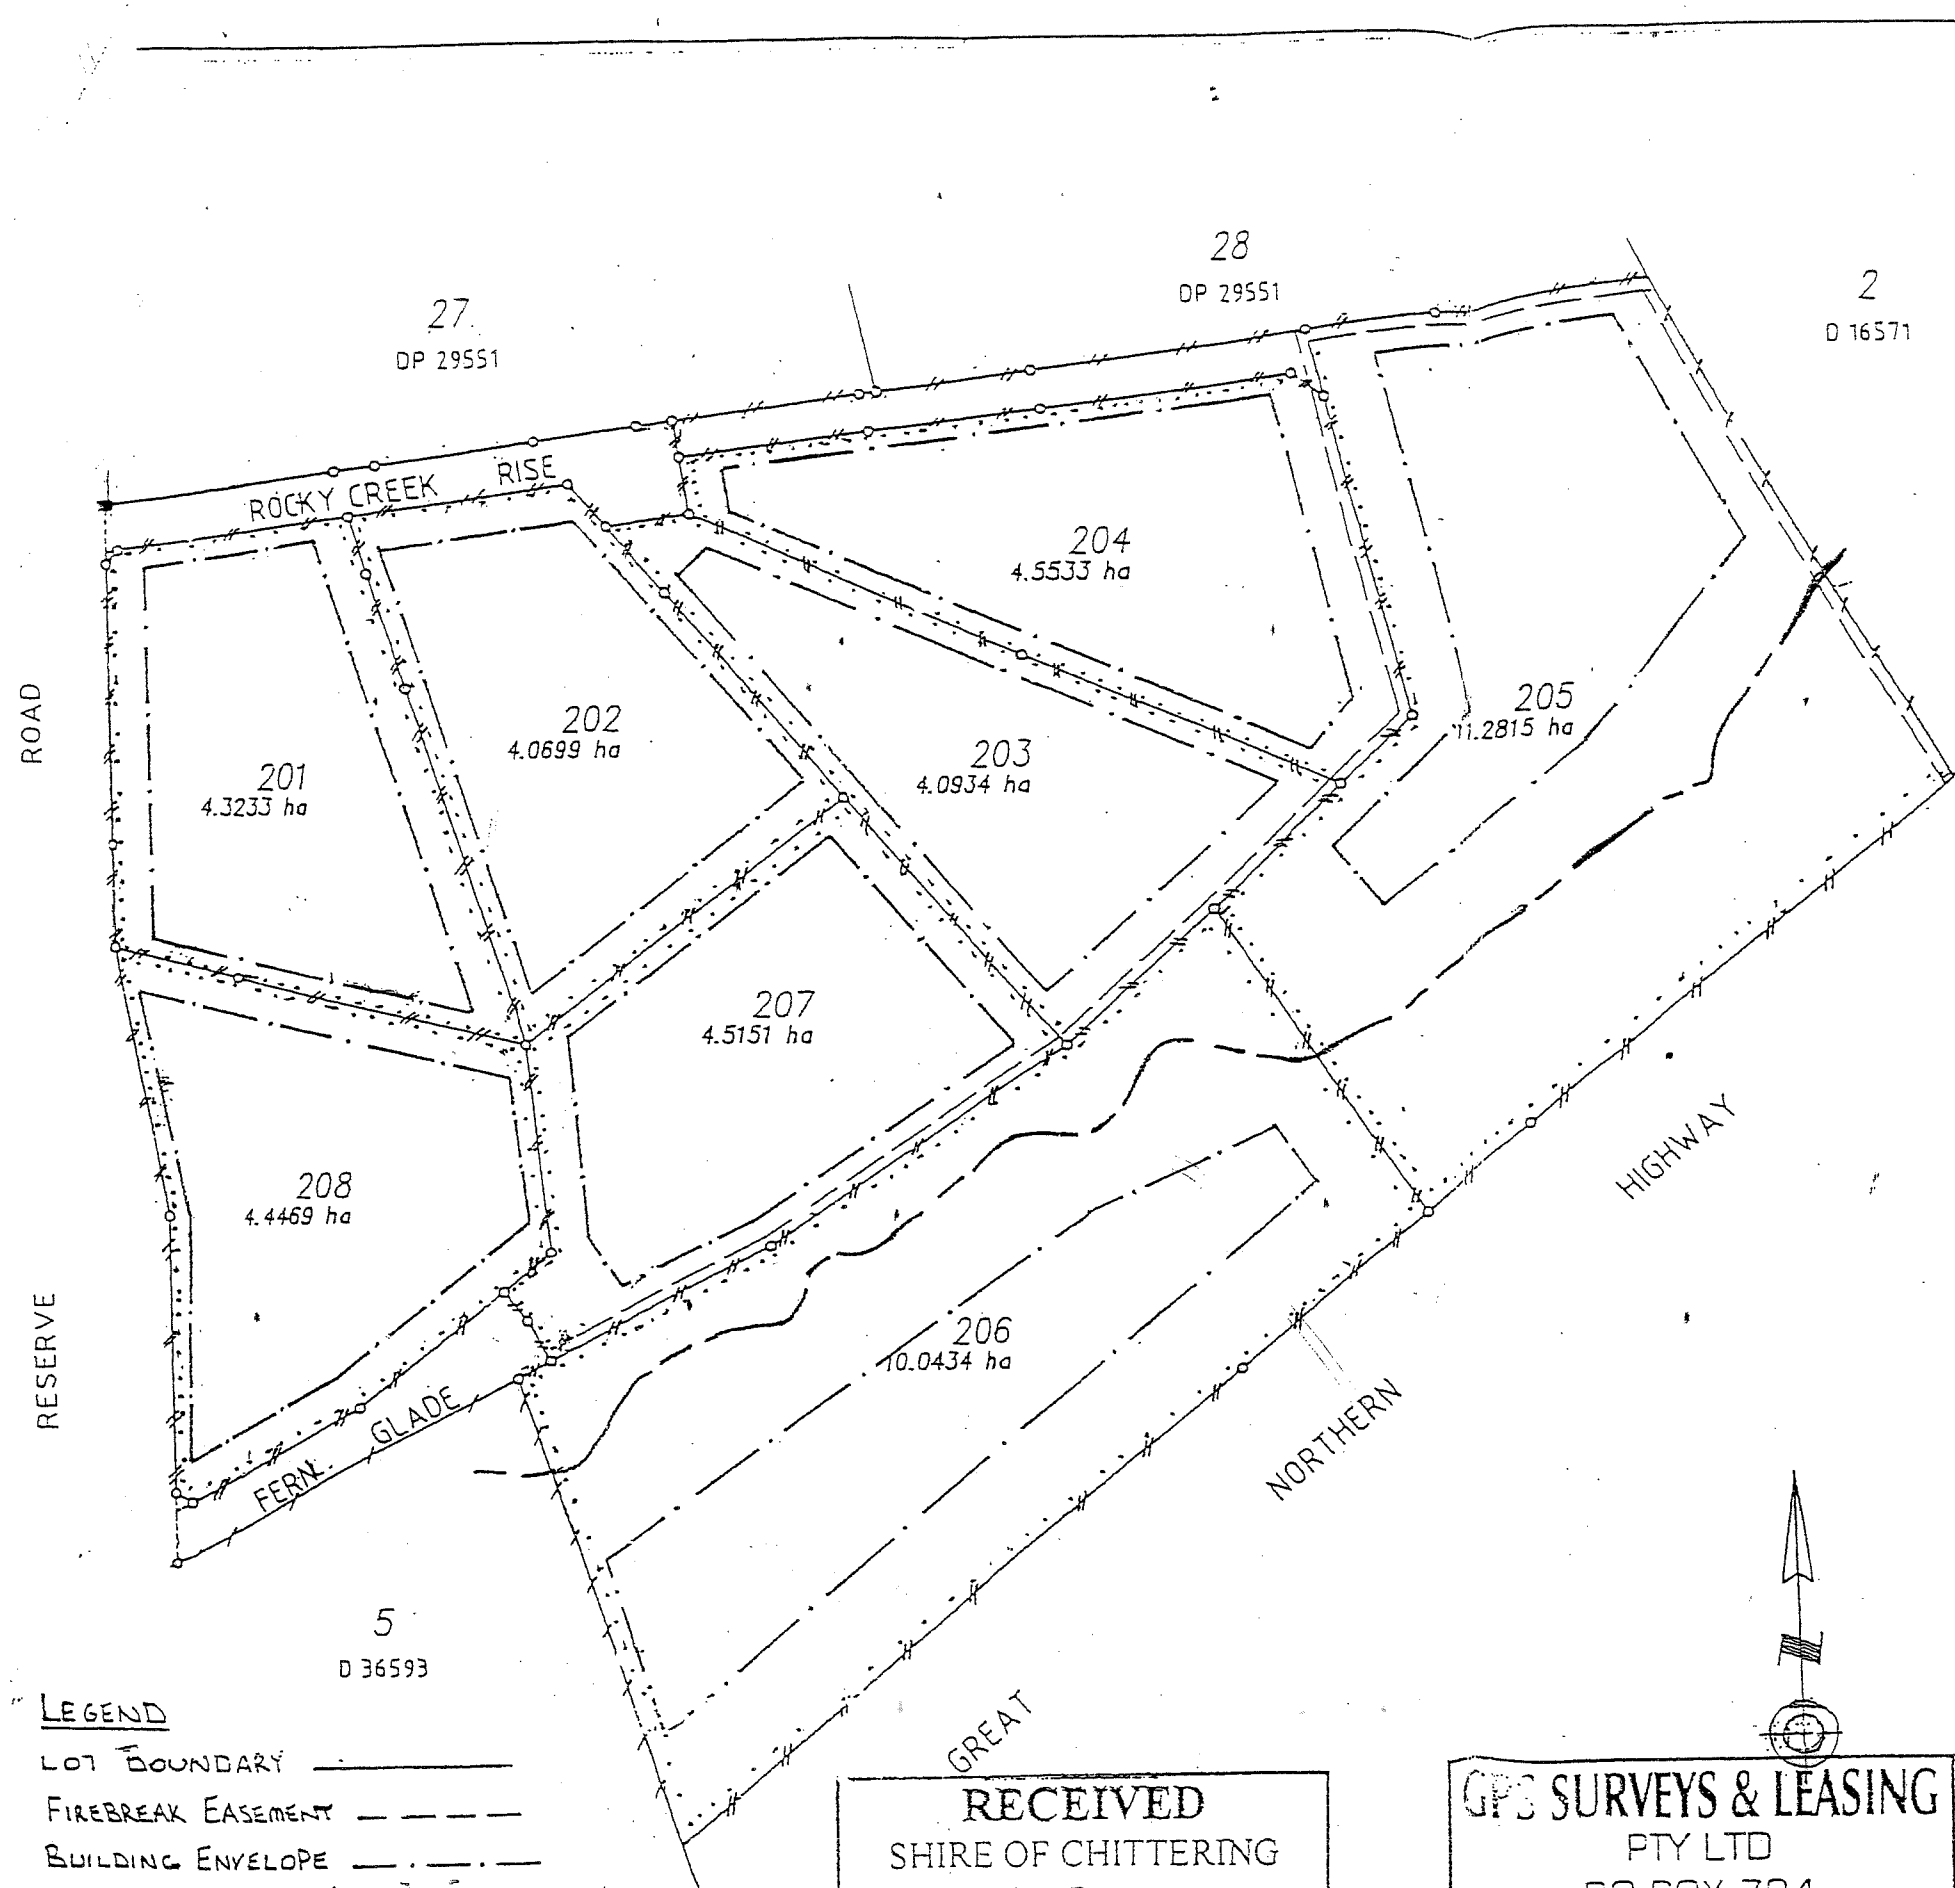 28
DP 29551
2
D 16571
27
DP 29551
ROCKY CREEK RISE
204
4.5533 ha
205
11.2815 ha
202
4.0699 ha
203
4.0934 ha
201
4.3233 ha
ROAD
207
4.5151 ha
208
4.4469 ha
206
10.0434 ha
RESERVE
FERN GLADE
HIGHWAY
NORTHERN
GREAT
5
D 36593
LEGEND
LOT BOUNDARY
FIREBREAK EASEMENT
BUILDING ENVELOPE
RECEIVED
SHIRE OF CHITTERING
GPS SURVEYS & LEASING
PTY LTD